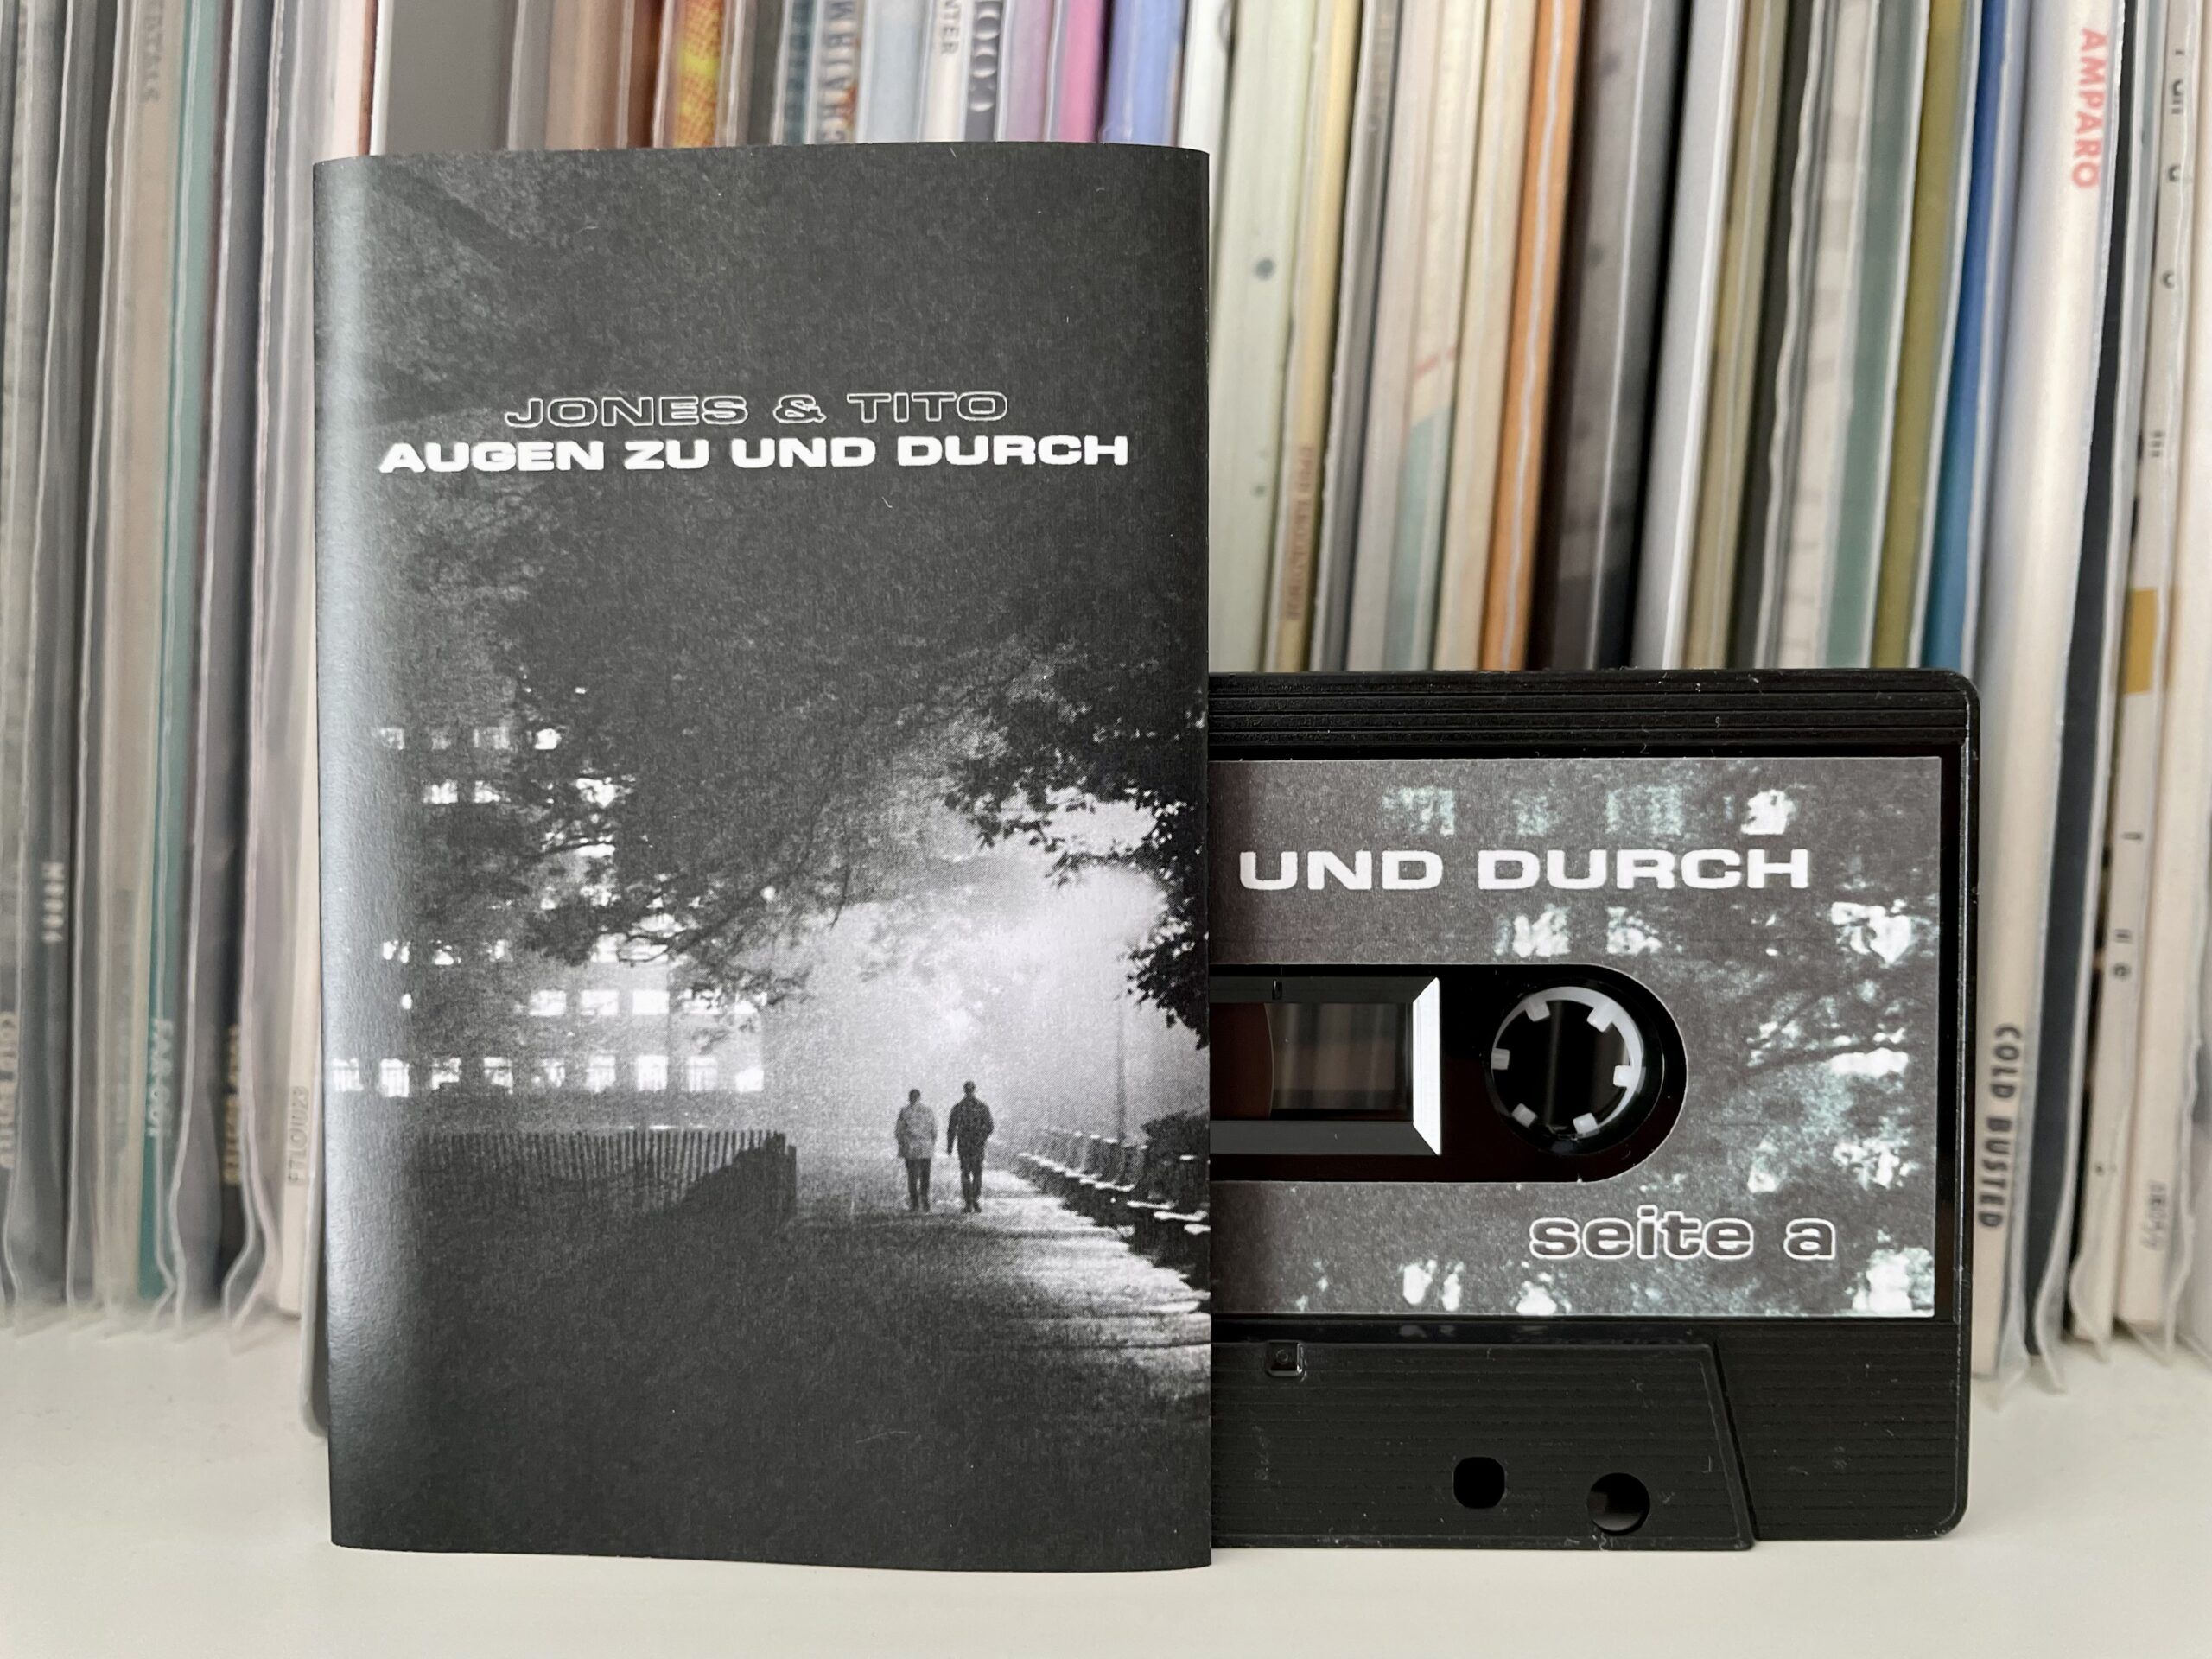 JONES & TITO
AUGEN ZU UND DURCH
UND DURCH
seite a
AMPARO
COLD BUSTED